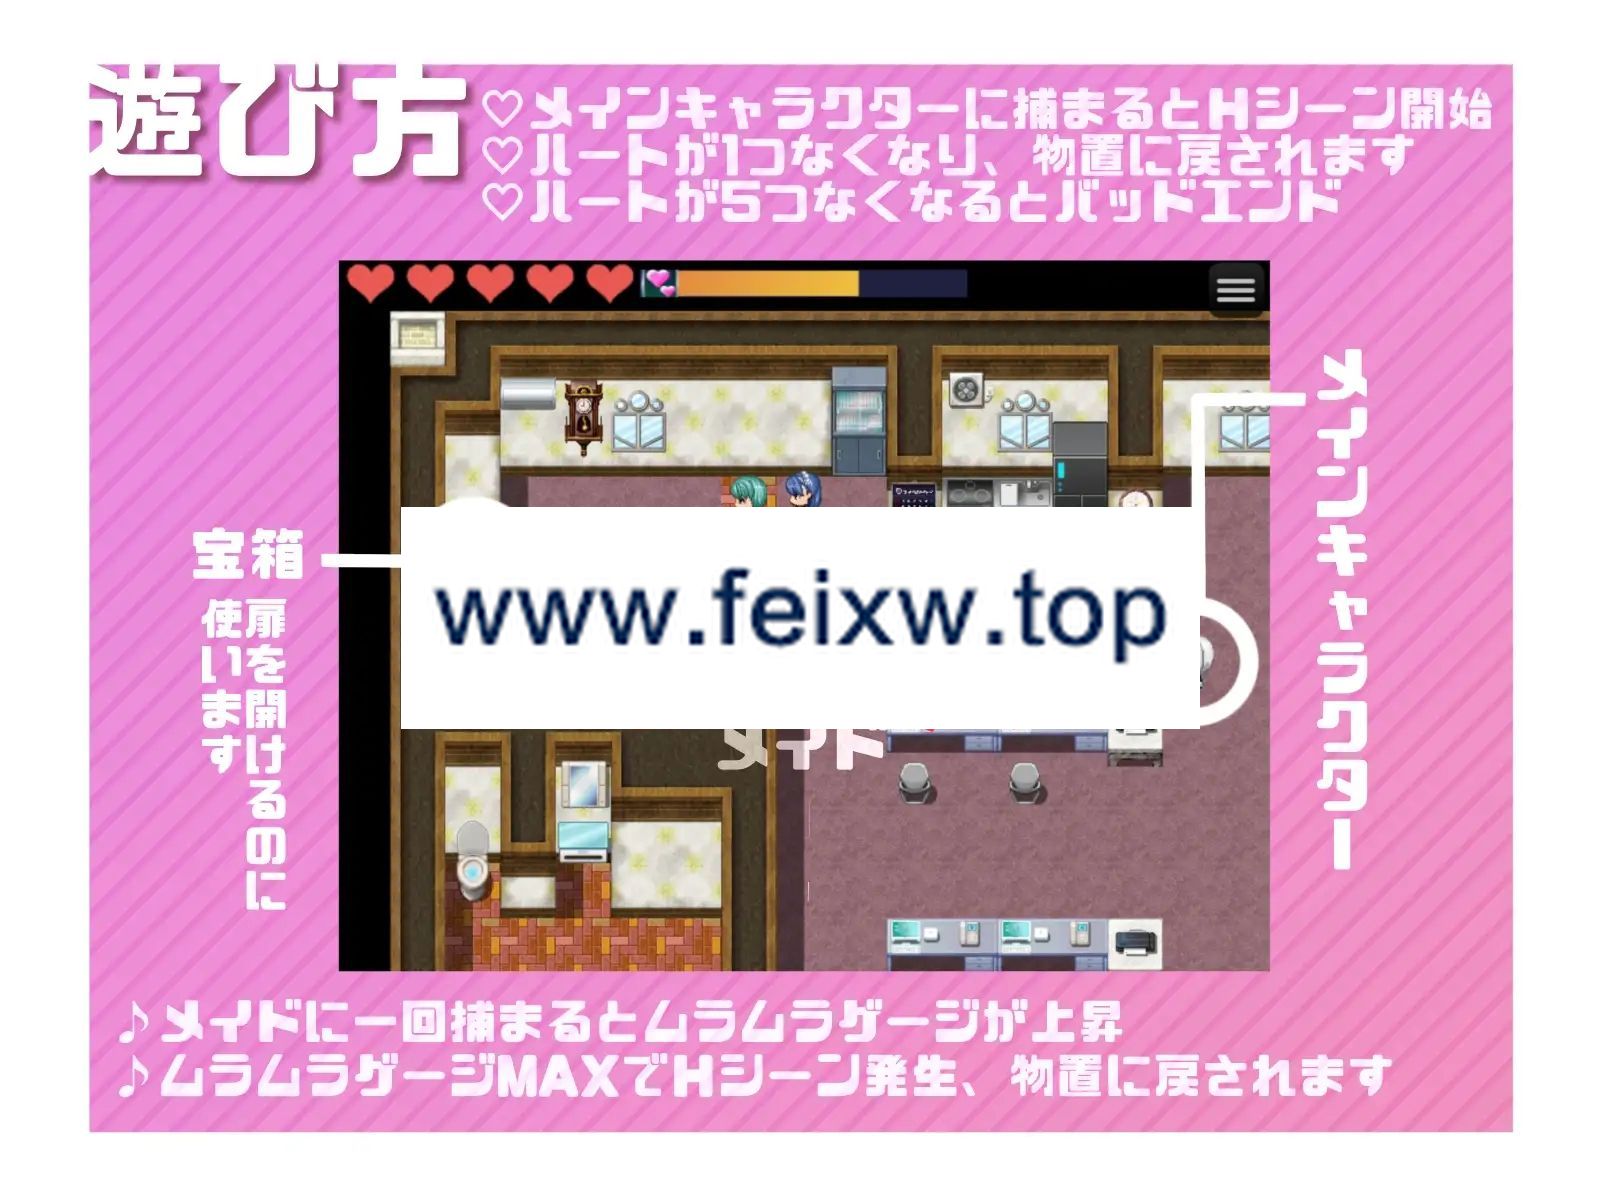 遊び方
♡メインキャラクターに捕まるとHシーン開始
♡ハートが1つなくなり、物置に戻されます
♡ハートが5つなくなるとバッドエンド
メインキャラクター
宝箱
扉を開けるのに
使います
www.feixw.top
メイド
♪メイドに一回捕まるとムラムラゲージが上昇
♪ムラムラゲージMAXでHシーン発生、物置に戻されます